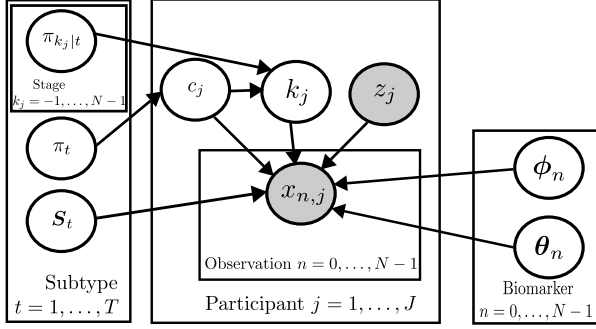 π_{k_j|t}
Stage
k_j = −1, . . . , N − 1
π_t
S_t
Subtype
t = 1, . . . , T
c_j
k_j
z_j
x_{n,j}
Observation n = 0, . . . , N − 1
Participant j = 1, . . . , J
ϕ_n
θ_n
Biomarker
n = 0, . . . , N − 1